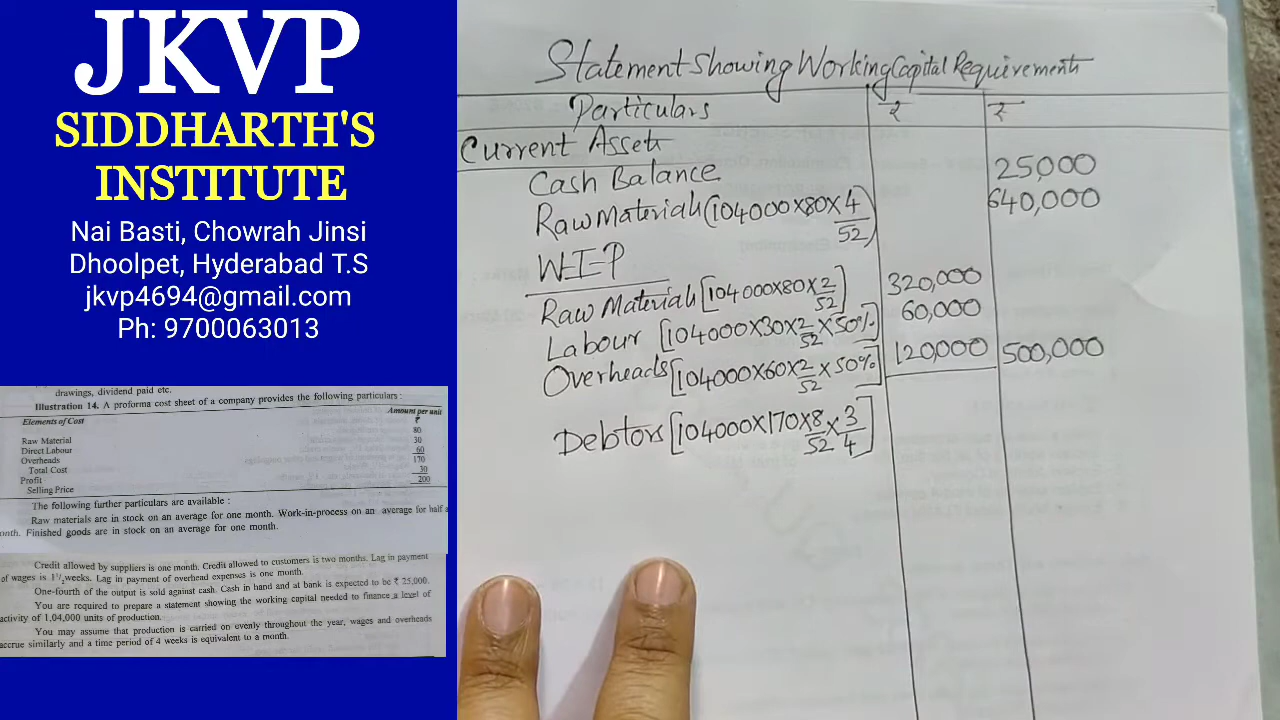 JKVP
SIDDHARTH'S
INSTITUTE
Nai Basti, Chowrah Jinsi
Dhoolpet, Hyderabad T.S
jkvp4694@gmail.com
Ph: 9700063013
drawings, dividend paid etc.
Illustration 14. A proforma cost sheet of a company provides the following particulars :
Elements of Cost Amount per unit
₹
Raw Material 80
Direct Labour 30
Overheads 60
Total Cost 170
Profit 30
Selling Price 200
The following further particulars are available :
Raw materials are in stock on an average for one month. Work-in-process on an average for half a
onth. Finished goods are in stock on an average for one month.
Credit allowed by suppliers is one month. Credit allowed to customers is two months. Lag in payment
of wages is 1½ weeks. Lag in payment of overhead expenses is one month.
One-fourth of the output is sold against cash. Cash in hand and at bank is expected to be ₹ 25,000.
You are required to prepare a statement showing the working capital needed to finance a level of
activity of 1,04,000 units of production.
You may assume that production is carried on evenly throughout the year, wages and overheads
accrue similarly and a time period of 4 weeks is equivalent to a month.
Statement Showing Working Capital Requirements
Particulars ₹ ₹
Current Assets
Cash Balance 25,000
Raw Materials (104000×80×4/52) 640,000
W-I-P
Raw Materials [104000×80×2/52] 320,000
Labour [104000×30×2/52×50%] 60,000
Overheads [104000×60×2/52×50%] 120,000 500,000
Debtors [104000×170×8/52×3/4]